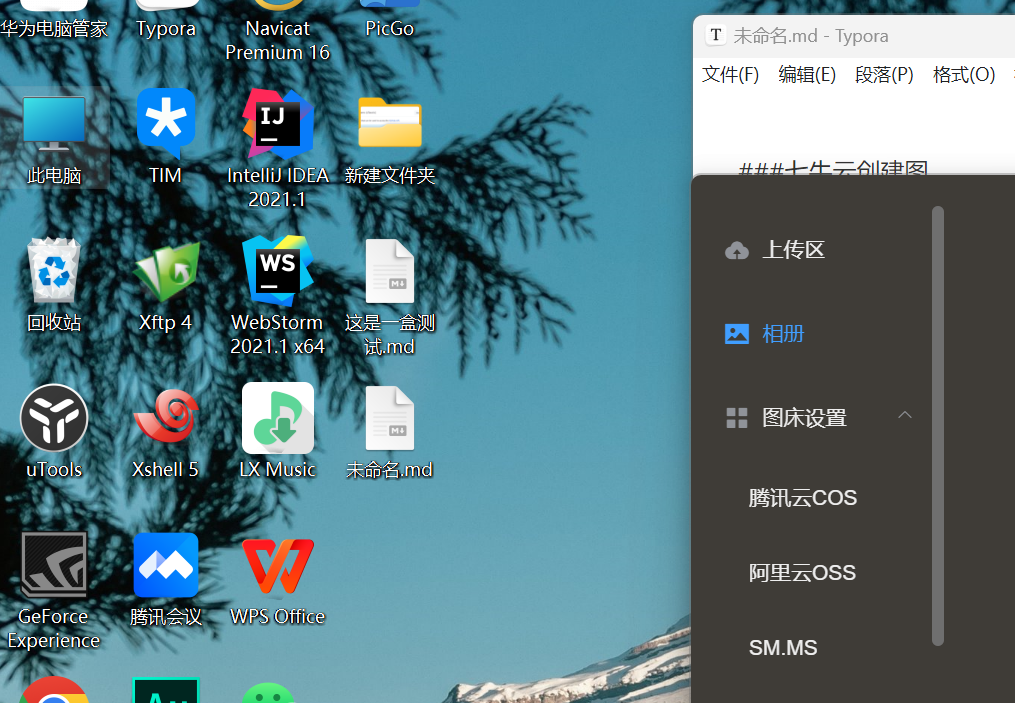 华为电脑管家
Typora
Navicat
Premium 16
PicGo
此电脑
TIM
IJ
IntelliJ IDEA
2021.1
新建文件夹
回收站
Xftp 4
WS
WebStorm
2021.1 x64
M
这是一盒测
试.md
uTools
Xshell 5
LX Music
M
未命名.md
GeForce
Experience
腾讯会议
WPS Office
Au
T 未命名.md - Typora
文件(F) 编辑(E) 段落(P) 格式(O)
###七牛云创建图
上传区
相册
图床设置
腾讯云COS
阿里云OSS
SM.MS